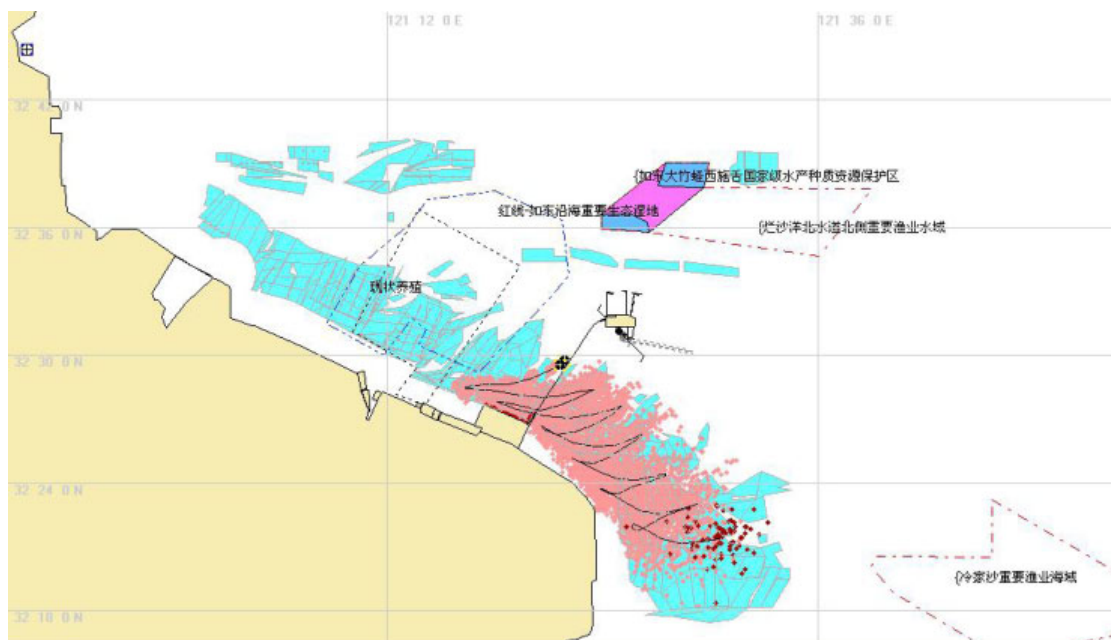 121 12 0 E
121 36 0 E
32 42 0 N
{如东大竹蛏西施舌国家级水产种质资源保护区
红线-如东沿海重要生态湿地
32 36 0 N
{烂沙洋北水道北侧重要渔业水域
现状养殖
32 30 0 N
32 24 0 N
{冷家沙重要渔业海域
32 18 0 N